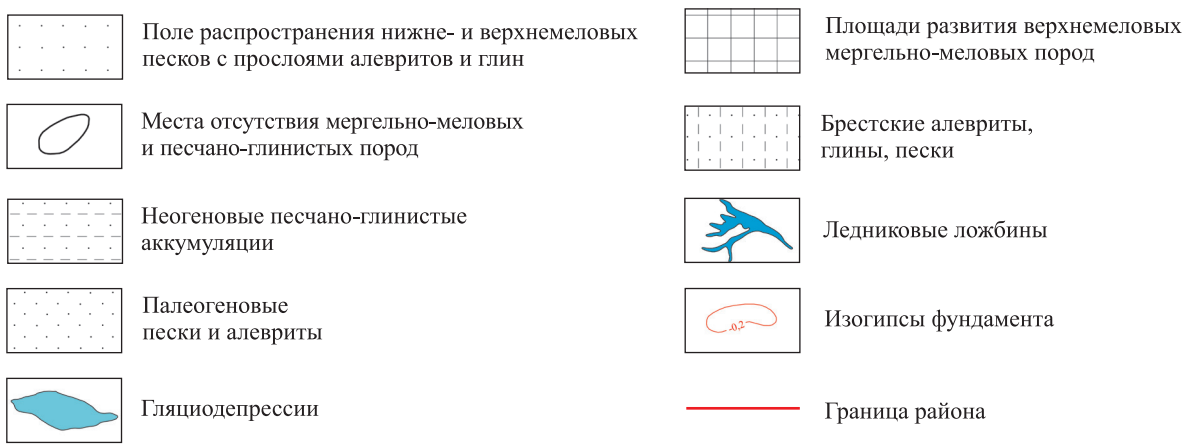 Поле распространения нижне- и верхнемеловых
песков с прослоями алевритов и глин
Места отсутствия мергельно-меловых
и песчано-глинистых пород
Неогеновые песчано-глинистые
аккумуляции
Палеогеновые
пески и алевриты
Гляциодепрессии
Площади развития верхнемеловых
мергельно-меловых пород
Брестские алевриты,
глины, пески
Ледниковые ложбины
-0,2
Изогипсы фундамента
Граница района